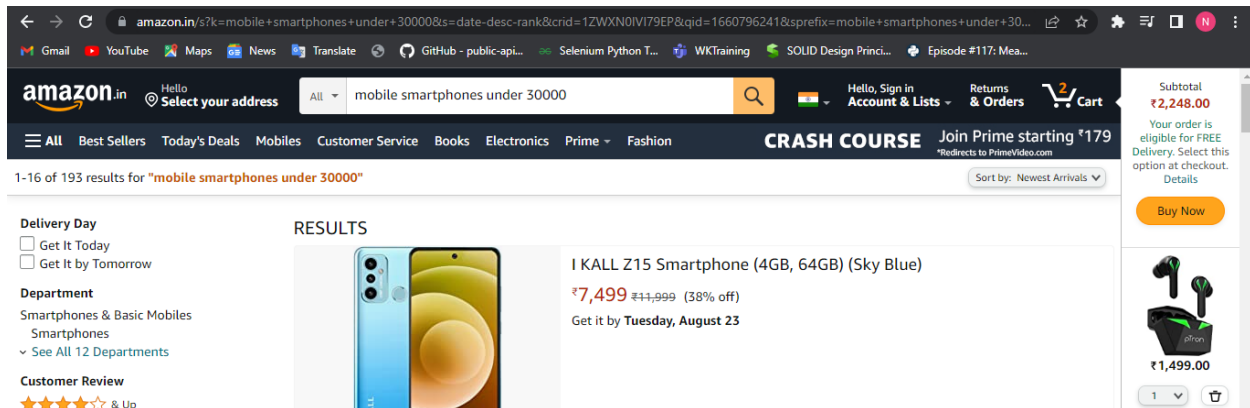 amazon.in/s?k=mobile+smartphones+under+30000&s=date-desc-rank&crid=1ZWXN0IVI79EP&qid=1660796241&sprefix=mobile+smartphones+under+30...
N
Gmail YouTube Maps News Translate GitHub - public-api... Selenium Python T... WKTraining SOLID Design Princi... Episode #117: Mea...
amazon.in
Hello
Select your address
All
mobile smartphones under 30000
Hello, Sign in
Account & Lists
Returns
& Orders
2
Cart
All Best Sellers Today's Deals Mobiles Customer Service Books Electronics Prime Fashion
CRASH COURSE
Join Prime starting ₹179
*Redirects to PrimeVideo.com
1-16 of 193 results for "mobile smartphones under 30000"
Sort by: Newest Arrivals
Delivery Day
Get It Today
Get It by Tomorrow
Department
Smartphones & Basic Mobiles
Smartphones
See All 12 Departments
Customer Review
& Up
RESULTS
I KALL Z15 Smartphone (4GB, 64GB) (Sky Blue)
₹7,499 ₹11,999 (38% off)
Get it by Tuesday, August 23
Subtotal
₹2,248.00
Your order is
eligible for FREE
Delivery. Select this
option at checkout.
Details
Buy Now
pTron
₹1,499.00
1